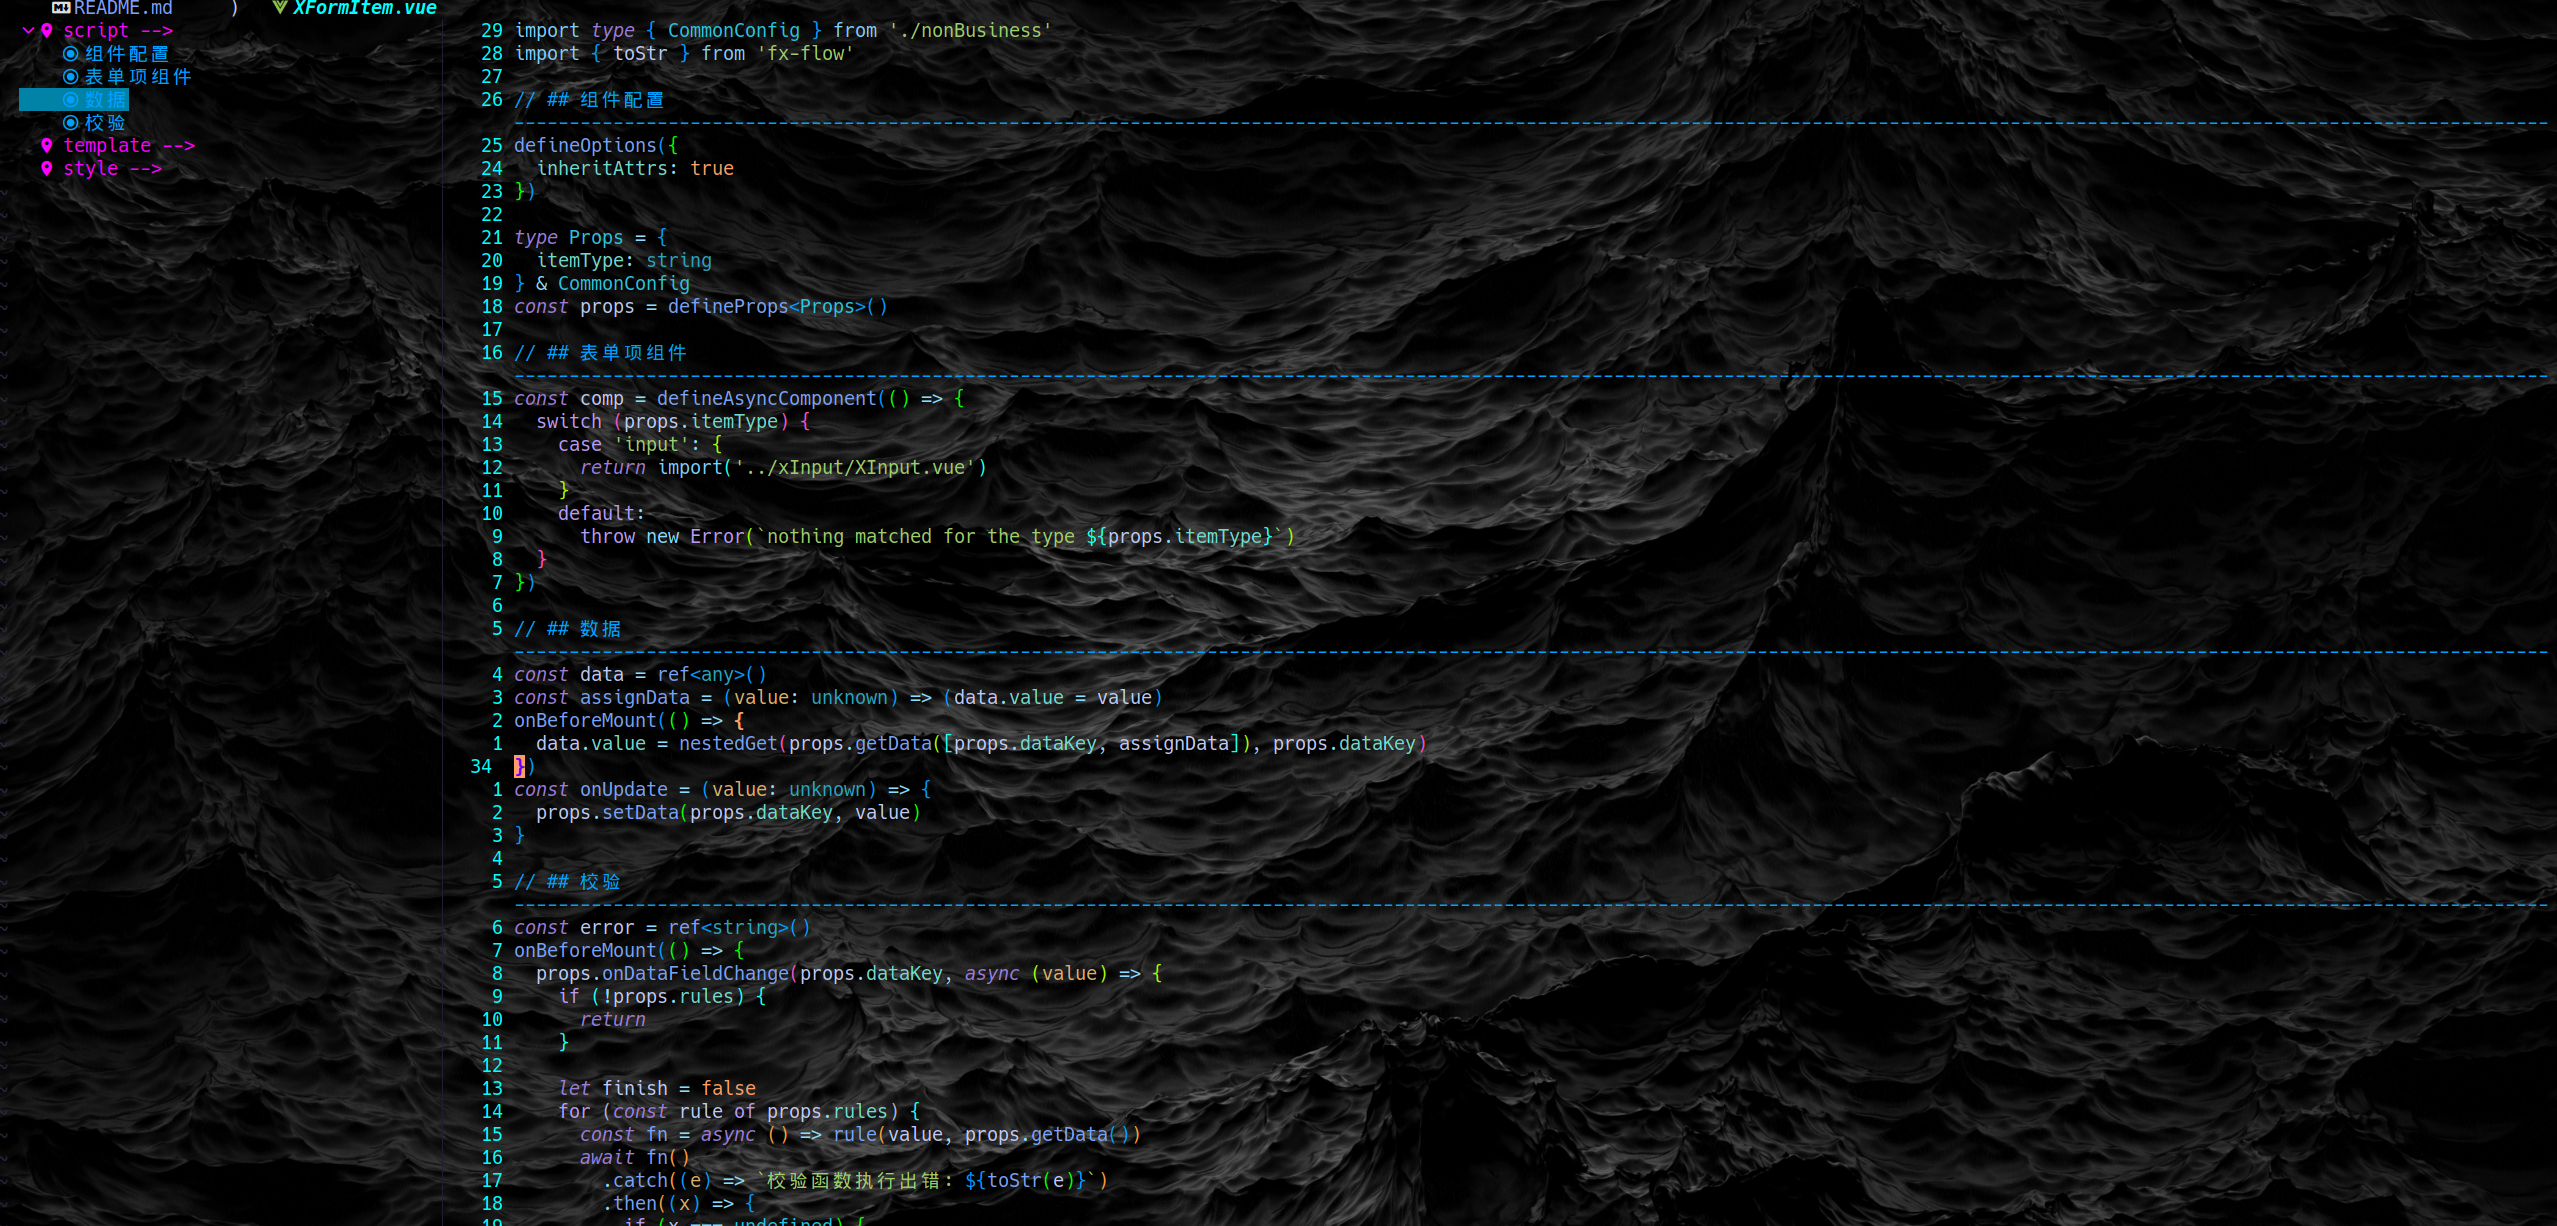 README.md ) XFormItem.vue
script -->
组件配置
表单项组件
数据
校验
template -->
style -->
29 import type { CommonConfig } from './nonBusiness'
28 import { toStr } from 'fx-flow'
27
26 // ## 组件配置
25 defineOptions({
24   inheritAttrs: true
23 })
22
21 type Props = {
20   itemType: string
19 } & CommonConfig
18 const props = defineProps<Props>()
17
16 // ## 表单项组件
15 const comp = defineAsyncComponent(() => {
14   switch (props.itemType) {
13     case 'input': {
12       return import('../xInput/XInput.vue')
11     }
10     default:
9       throw new Error(`nothing matched for the type ${props.itemType}`)
8   }
7 })
6
5 // ## 数据
4 const data = ref<any>()
3 const assignData = (value: unknown) => (data.value = value)
2 onBeforeMount(() => {
1   data.value = nestedGet(props.getData([props.dataKey, assignData]), props.dataKey)
34 })
1 const onUpdate = (value: unknown) => {
2   props.setData(props.dataKey, value)
3 }
4
5 // ## 校验
6 const error = ref<string>()
7 onBeforeMount(() => {
8   props.onDataFieldChange(props.dataKey, async (value) => {
9     if (!props.rules) {
10       return
11     }
12
13     let finish = false
14     for (const rule of props.rules) {
15       const fn = async () => rule(value, props.getData())
16       await fn()
17         .catch((e) => `校验函数执行出错: ${toStr(e)}`)
18         .then((x) => {
19           if (x === undefined) {